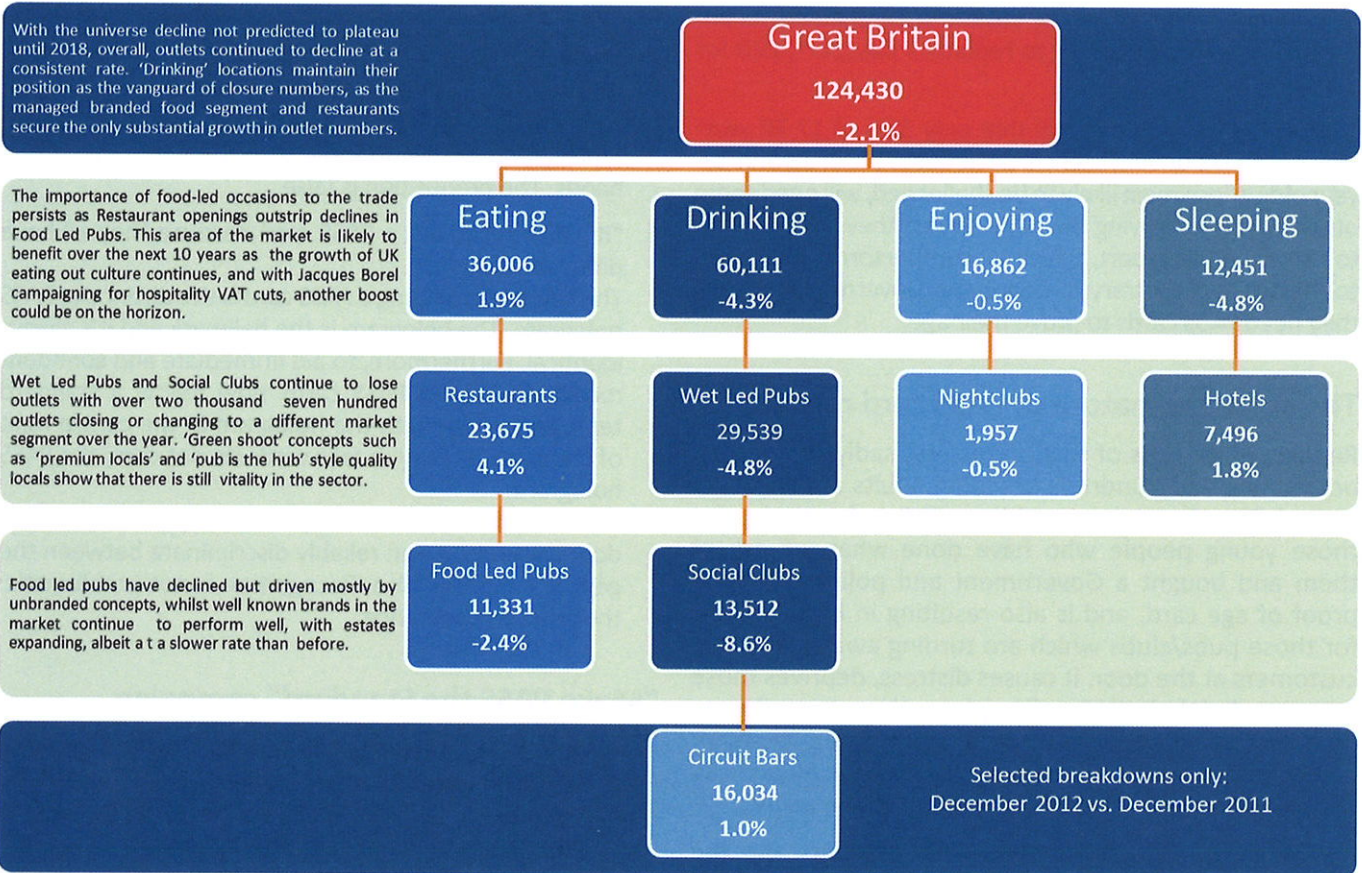 With the universe decline not predicted to plateau
until 2018, overall, outlets continued to decline at a
consistent rate. ‘Drinking’ locations maintain their
position as the vanguard of closure numbers, as the
managed branded food segment and restaurants
secure the only substantial growth in outlet numbers.
Great Britain
124,430
-2.1%
The importance of food-led occasions to the trade
persists as Restaurant openings outstrip declines in
Food Led Pubs. This area of the market is likely to
benefit over the next 10 years as the growth of UK
eating out culture continues, and with Jacques Borel
campaigning for hospitality VAT cuts, another boost
could be on the horizon.
Eating
36,006
1.9%
Drinking
60,111
-4.3%
Enjoying
16,862
-0.5%
Sleeping
12,451
-4.8%
Wet Led Pubs and Social Clubs continue to lose
outlets with over two thousand seven hundred
outlets closing or changing to a different market
segment over the year. ‘Green shoot’ concepts such
as ‘premium locals’ and ‘pub is the hub’ style quality
locals show that there is still vitality in the sector.
Restaurants
23,675
4.1%
Wet Led Pubs
29,539
-4.8%
Nightclubs
1,957
-0.5%
Hotels
7,496
1.8%
Food led pubs have declined but driven mostly by
unbranded concepts, whilst well known brands in the
market continue to perform well, with estates
expanding, albeit a t a slower rate than before.
Food Led Pubs
11,331
-2.4%
Social Clubs
13,512
-8.6%
Circuit Bars
16,034
1.0%
Selected breakdowns only:
December 2012 vs. December 2011